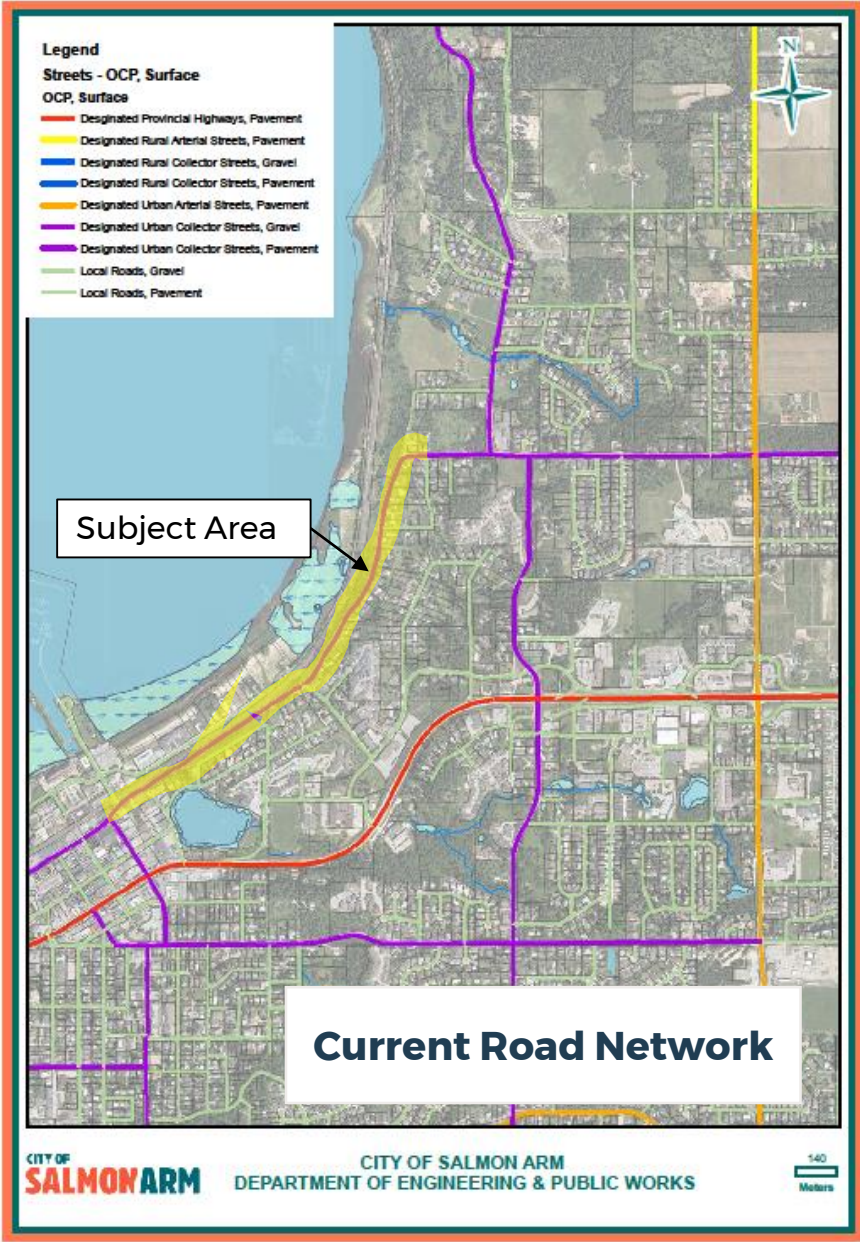 Legend
Streets - OCP, Surface
OCP, Surface
Designated Provincial Highways, Pavement
Designated Rural Arterial Streets, Pavement
Designated Rural Collector Streets, Gravel
Designated Rural Collector Streets, Pavement
Designated Urban Arterial Streets, Pavement
Designated Urban Collector Streets, Gravel
Designated Urban Collector Streets, Pavement
Local Roads, Gravel
Local Roads, Pavement
N
Subject Area
Current Road Network
CITY OF
SALMONARM
CITY OF SALMON ARM
DEPARTMENT OF ENGINEERING & PUBLIC WORKS
140
Meters